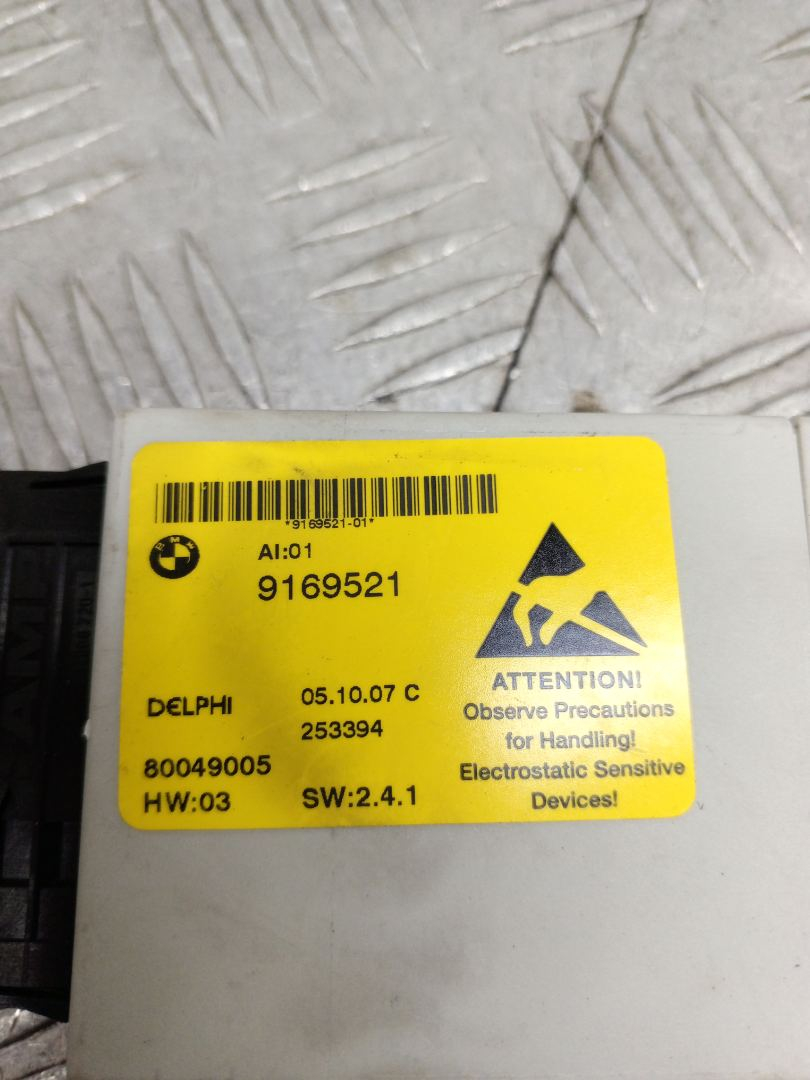 *9169521-01*
BMW
AI:01
9169521
DELPHI
05.10.07 C
253394
80049005
HW:03
SW:2.4.1
ATTENTION!
Observe Precautions
for Handling!
Electrostatic Sensitive
Devices!